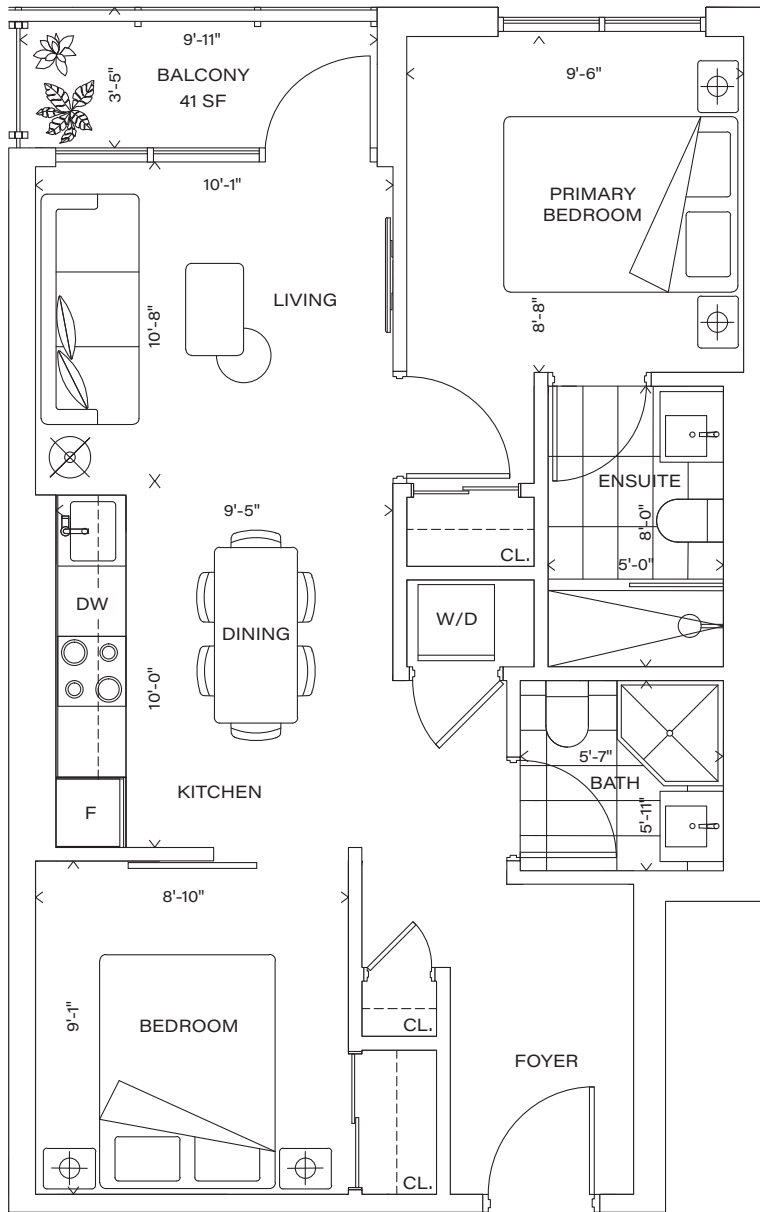 9'-11"
3'-5"
BALCONY
41 SF
9'-6"
10'-1"
PRIMARY
BEDROOM
LIVING
10'-8"
8'-8"
ENSUITE
9'-5"
8'-0"
CL.
5'-0"
DW
W/D
DINING
10'-0"
5'-7"
BATH
KITCHEN
F
5'-11"
8'-10"
9'-1"
BEDROOM
CL.
FOYER
CL.